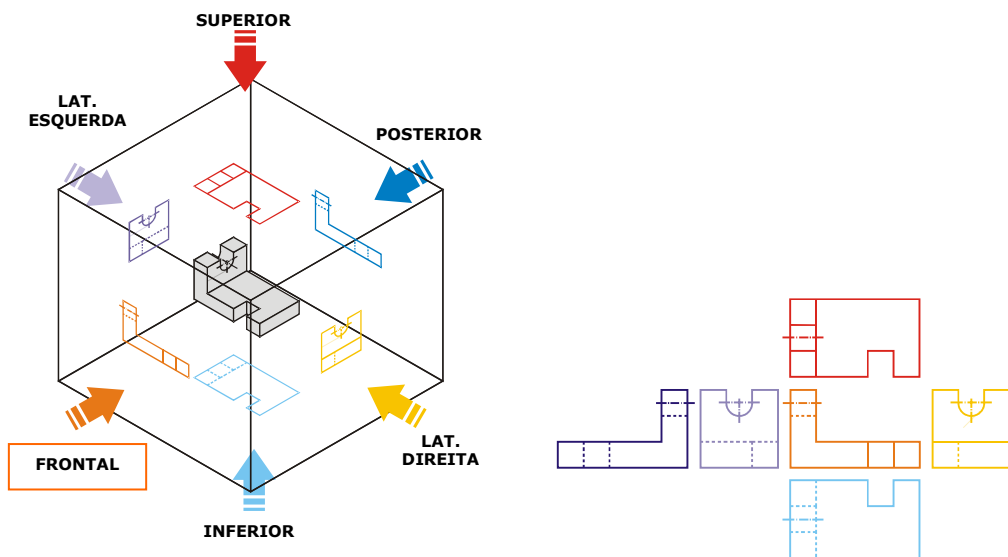 SUPERIOR
LAT.
ESQUERDA
POSTERIOR
FRONTAL
LAT.
DIREITA
INFERIOR